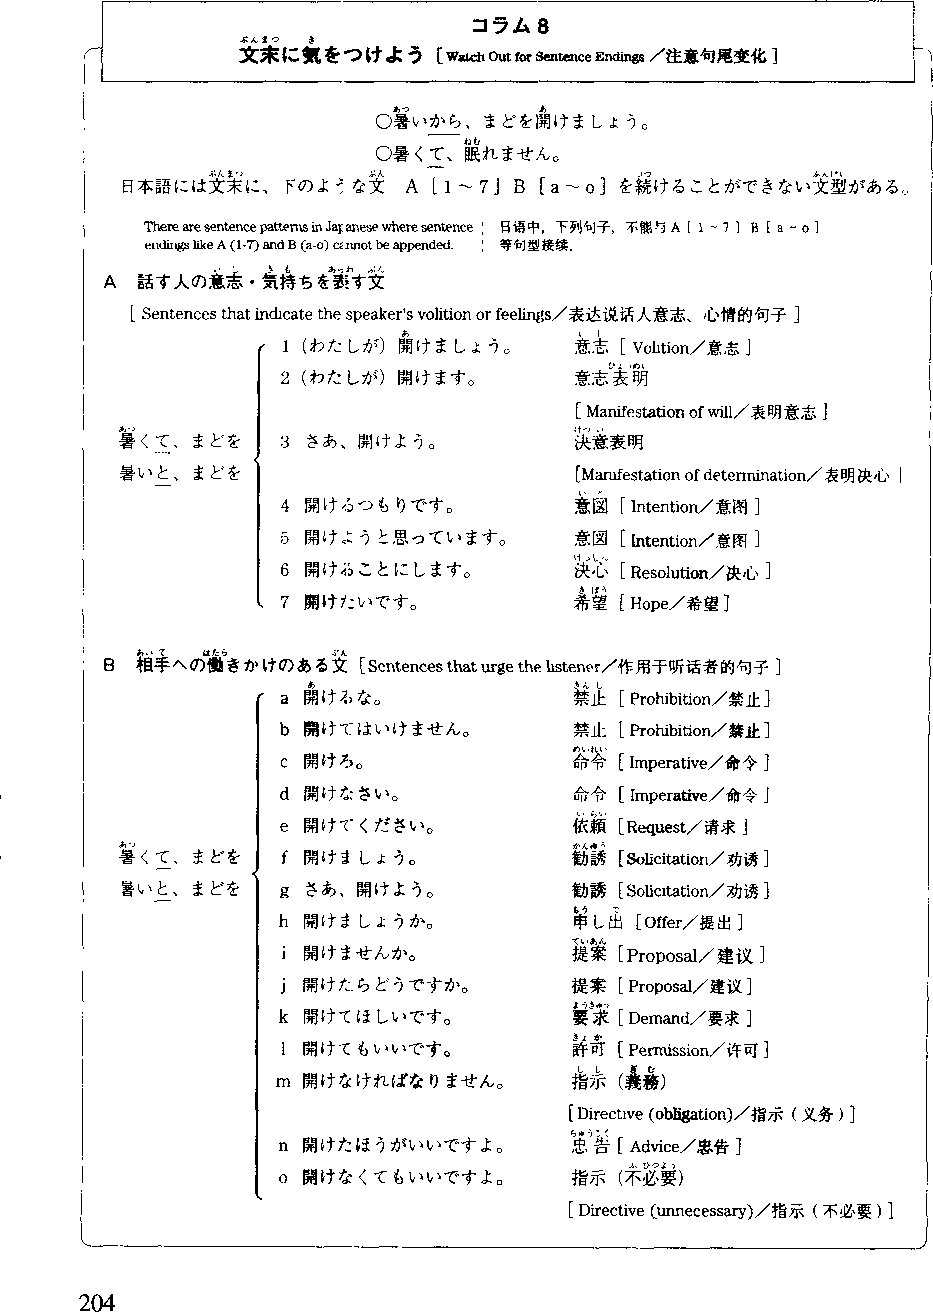 コラム8
文末に気をつけよう [Watch Out for Sentence Endings／注意句尾变化]
○暑いから、まどを開けましょう。
○暑くて、眠れません。
日本語には文末に、下のような文 A[1～7] B[a～o]を続けることができない文型がある。
There are sentence patterns in Japanese where sentence
endings like A (1-7) and B (a-o) cannot be appended.
日语中，下列句子，不能与A[1～7] B[a～o]
等句型接续．
A 話す人の意志・気持ちを表す文
[Sentences that indicate the speaker's volition or feelings／表达说话人意志、心情的句子]
1 (わたしが) 開けましょう。 意志 [Volition／意志]
2 (わたしが) 開けます。 意志表明
[Manifestation of will／表明意志]
暑くて、まどを 3 さあ、開けよう。 決意表明
暑いと、まどを [Manifestation of determination／表明决心]
4 開けるつもりです。 意図 [Intention／意图]
5 開けようと思っています。 意図 [Intention／意图]
6 開けることにします。 決心 [Resolution／决心]
7 開けたいです。 希望 [Hope／希望]
B 相手への働きかけのある文 [Sentences that urge the listener／作用于听话者的句子]
a 開けるな。 禁止 [Prohibition／禁止]
b 開けてはいけません。 禁止 [Prohibition／禁止]
c 開けろ。 命令 [Imperative／命令]
d 開けなさい。 命令 [Imperative／命令]
e 開けてください。 依頼 [Request／请求]
暑くて、まどを f 開けましょう。 勧誘 [Solicitation／劝诱]
暑いと、まどを g さあ、開けよう。 勧誘 [Solicitation／劝诱]
h 開けましょうか。 申し出 [Offer／提出]
i 開けませんか。 提案 [Proposal／建议]
j 開けたらどうですか。 提案 [Proposal／建议]
k 開けてほしいです。 要求 [Demand／要求]
l 開けてもいいです。 許可 [Permission／许可]
m 開けなければなりません。 指示 (義務)
[Directive (obligation)／指示（义务）]
n 開けたほうがいいですよ。 忠告 [Advice／忠告]
o 開けなくてもいいですよ。 指示 (不必要)
[Directive (unnecessary)／指示（不必要）]
204